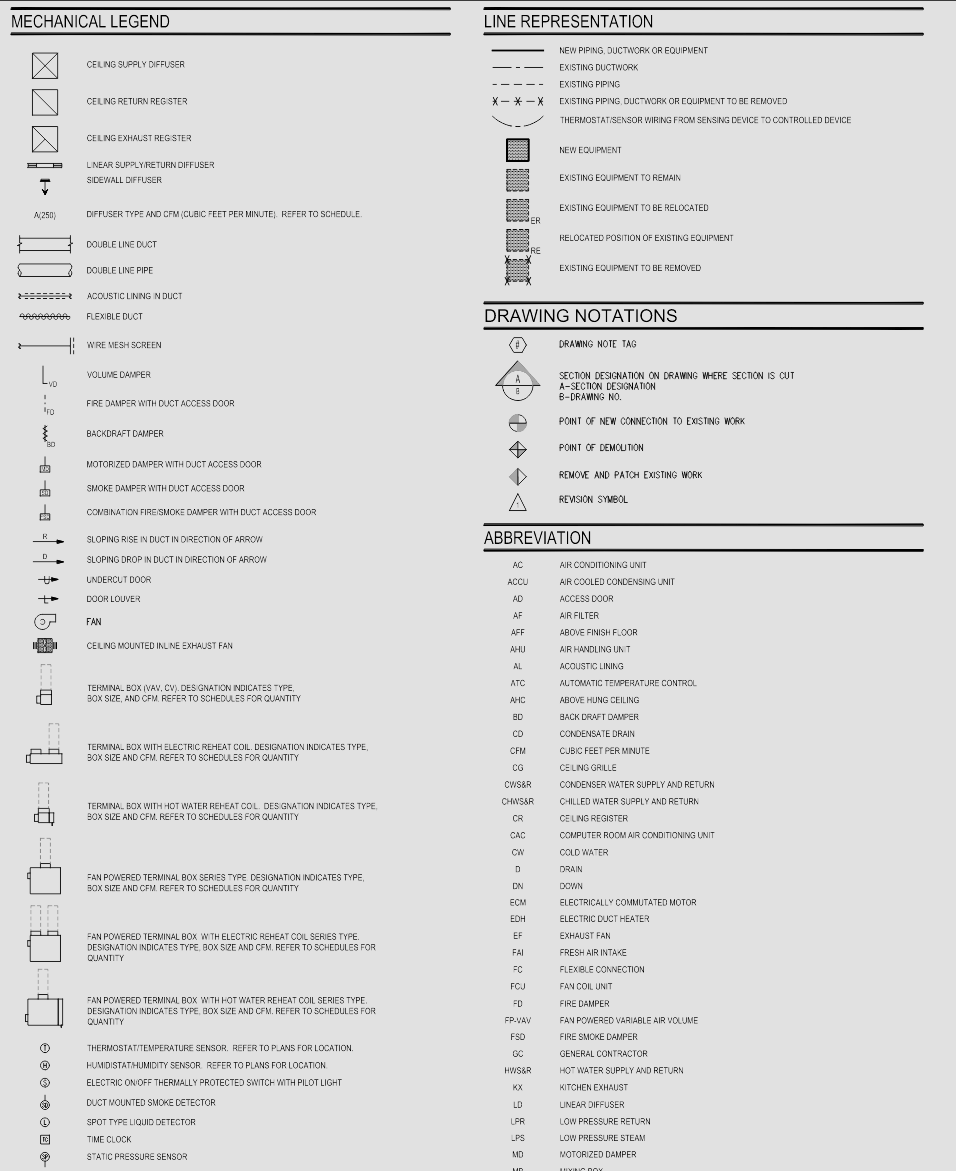 MECHANICAL LEGEND
CEILING SUPPLY DIFFUSER
CEILING RETURN REGISTER
CEILING EXHAUST REGISTER
LINEAR SUPPLY/RETURN DIFFUSER
SIDEWALL DIFFUSER
A(250) DIFFUSER TYPE AND CFM (CUBIC FEET PER MINUTE). REFER TO SCHEDULE.
DOUBLE LINE DUCT
DOUBLE LINE PIPE
ACOUSTIC LINING IN DUCT
FLEXIBLE DUCT
WIRE MESH SCREEN
VD VOLUME DAMPER
FD FIRE DAMPER WITH DUCT ACCESS DOOR
BD BACKDRAFT DAMPER
MOTORIZED DAMPER WITH DUCT ACCESS DOOR
SMOKE DAMPER WITH DUCT ACCESS DOOR
COMBINATION FIRE/SMOKE DAMPER WITH DUCT ACCESS DOOR
R SLOPING RISE IN DUCT IN DIRECTION OF ARROW
D SLOPING DROP IN DUCT IN DIRECTION OF ARROW
U UNDERCUT DOOR
L DOOR LOUVER
FAN
CEILING MOUNTED INLINE EXHAUST FAN
TERMINAL BOX (VAV, CV). DESIGNATION INDICATES TYPE,
BOX SIZE, AND CFM. REFER TO SCHEDULES FOR QUANTITY
TERMINAL BOX WITH ELECTRIC REHEAT COIL. DESIGNATION INDICATES TYPE,
BOX SIZE AND CFM. REFER TO SCHEDULES FOR QUANTITY
TERMINAL BOX WITH HOT WATER REHEAT COIL. DESIGNATION INDICATES TYPE,
BOX SIZE AND CFM. REFER TO SCHEDULES FOR QUANTITY
FAN POWERED TERMINAL BOX SERIES TYPE. DESIGNATION INDICATES TYPE,
BOX SIZE AND CFM. REFER TO SCHEDULES FOR QUANTITY
FAN POWERED TERMINAL BOX WITH ELECTRIC REHEAT COIL SERIES TYPE.
DESIGNATION INDICATES TYPE, BOX SIZE AND CFM. REFER TO SCHEDULES FOR
QUANTITY
FAN POWERED TERMINAL BOX WITH HOT WATER REHEAT COIL SERIES TYPE.
DESIGNATION INDICATES TYPE, BOX SIZE AND CFM. REFER TO SCHEDULES FOR
QUANTITY
T THERMOSTAT/TEMPERATURE SENSOR. REFER TO PLANS FOR LOCATION.
H HUMIDISTAT/HUMIDITY SENSOR. REFER TO PLANS FOR LOCATION.
S ELECTRIC ON/OFF THERMALLY PROTECTED SWITCH WITH PILOT LIGHT
SD DUCT MOUNTED SMOKE DETECTOR
L SPOT TYPE LIQUID DETECTOR
TC TIME CLOCK
SP STATIC PRESSURE SENSOR
LINE REPRESENTATION
NEW PIPING, DUCTWORK OR EQUIPMENT
EXISTING DUCTWORK
EXISTING PIPING
EXISTING PIPING, DUCTWORK OR EQUIPMENT TO BE REMOVED
THERMOSTAT/SENSOR WIRING FROM SENSING DEVICE TO CONTROLLED DEVICE
NEW EQUIPMENT
EXISTING EQUIPMENT TO REMAIN
ER EXISTING EQUIPMENT TO BE RELOCATED
RE RELOCATED POSITION OF EXISTING EQUIPMENT
EXISTING EQUIPMENT TO BE REMOVED
DRAWING NOTATIONS
# DRAWING NOTE TAG
A
B
SECTION DESIGNATION ON DRAWING WHERE SECTION IS CUT
A-SECTION DESIGNATION
B-DRAWING NO.
POINT OF NEW CONNECTION TO EXISTING WORK
POINT OF DEMOLITION
REMOVE AND PATCH EXISTING WORK
REVISION SYMBOL
ABBREVIATION
AC AIR CONDITIONING UNIT
ACCU AIR COOLED CONDENSING UNIT
AD ACCESS DOOR
AF AIR FILTER
AFF ABOVE FINISH FLOOR
AHU AIR HANDLING UNIT
AL ACOUSTIC LINING
ATC AUTOMATIC TEMPERATURE CONTROL
AHC ABOVE HUNG CEILING
BD BACK DRAFT DAMPER
CD CONDENSATE DRAIN
CFM CUBIC FEET PER MINUTE
CG CEILING GRILLE
CWS&R CONDENSER WATER SUPPLY AND RETURN
CHWS&R CHILLED WATER SUPPLY AND RETURN
CR CEILING REGISTER
CAC COMPUTER ROOM AIR CONDITIONING UNIT
CW COLD WATER
D DRAIN
DN DOWN
ECM ELECTRICALLY COMMUTATED MOTOR
EDH ELECTRIC DUCT HEATER
EF EXHAUST FAN
FAI FRESH AIR INTAKE
FC FLEXIBLE CONNECTION
FCU FAN COIL UNIT
FD FIRE DAMPER
FP-VAV FAN POWERED VARIABLE AIR VOLUME
FSD FIRE SMOKE DAMPER
GC GENERAL CONTRACTOR
HWS&R HOT WATER SUPPLY AND RETURN
KX KITCHEN EXHAUST
LD LINEAR DIFFUSER
LPR LOW PRESSURE RETURN
LPS LOW PRESSURE STEAM
MD MOTORIZED DAMPER
MB MIXING BOX